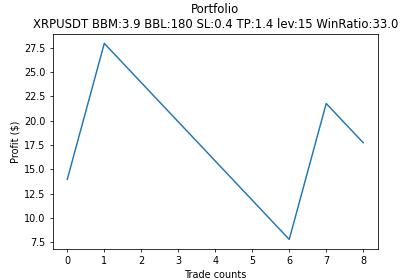 Portfolio
XRPUSDT BBM:3.9 BBL:180 SL:0.4 TP:1.4 lev:15 WinRatio:33.0
27.5
25.0
22.5
20.0
17.5
15.0
12.5
10.0
7.5
Profit ($)
0 1 2 3 4 5 6 7 8
Trade counts